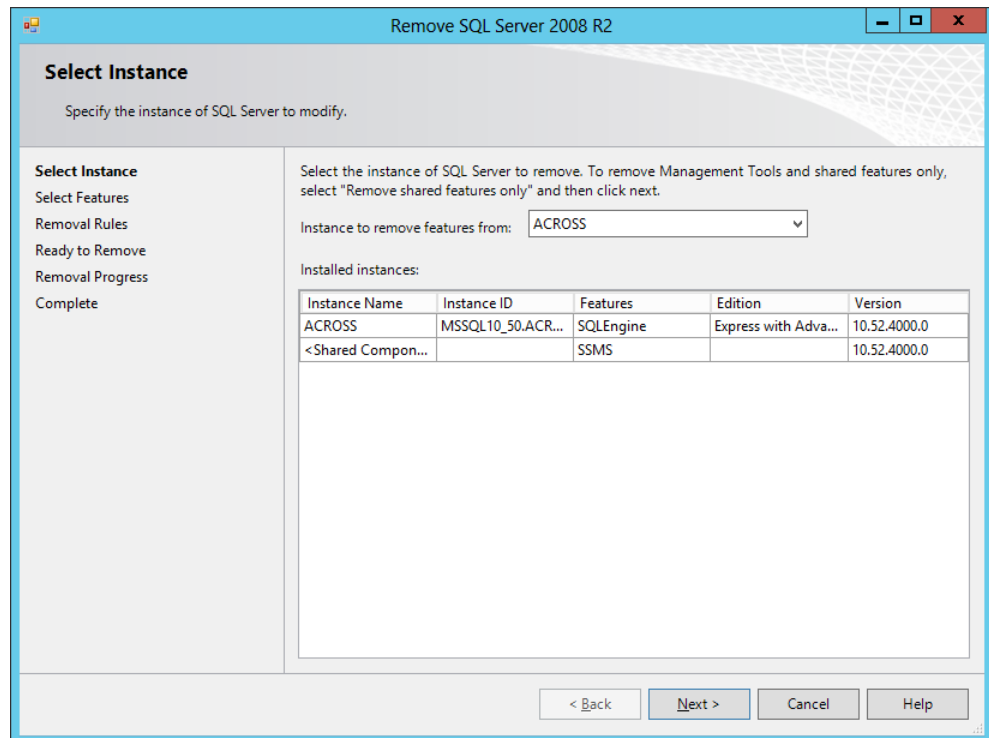 Remove SQL Server 2008 R2
Select Instance
Specify the instance of SQL Server to modify.
Select Instance
Select Features
Removal Rules
Ready to Remove
Removal Progress
Complete
Select the instance of SQL Server to remove. To remove Management Tools and shared features only,
select "Remove shared features only" and then click next.
Instance to remove features from: ACROSS
Installed instances:
Instance Name Instance ID Features Edition Version
ACROSS MSSQL10_50.ACR... SQLEngine Express with Adva... 10.52.4000.0
<Shared Compon... SSMS 10.52.4000.0
< Back Next > Cancel Help